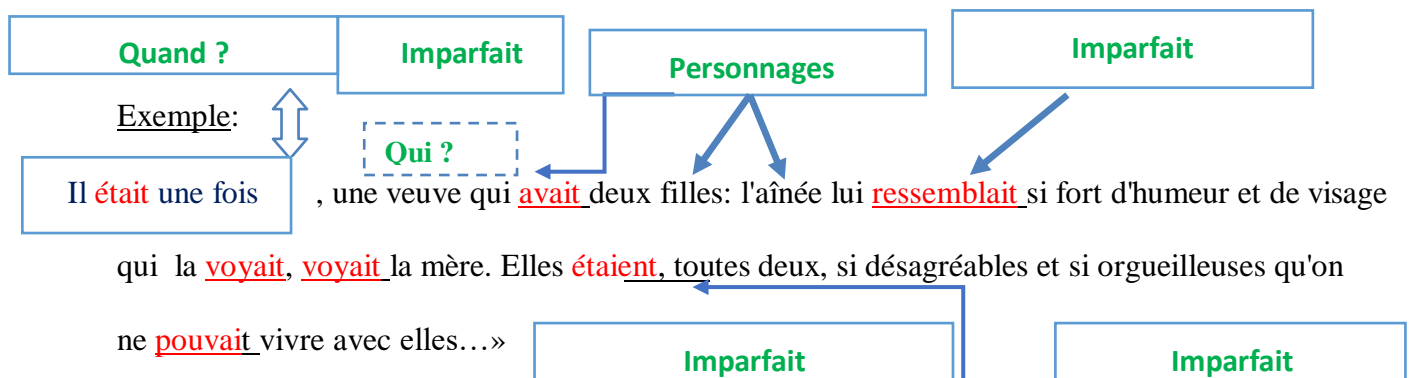 Quand ?
Imparfait
Personnages
Imparfait
Exemple:
Qui ?
Il était une fois , une veuve qui avait deux filles: l'aînée lui ressemblait si fort d'humeur et de visage
qui la voyait, voyait la mère. Elles étaient, toutes deux, si désagréables et si orgueilleuses qu'on
ne pouvait vivre avec elles…»
Imparfait
Imparfait